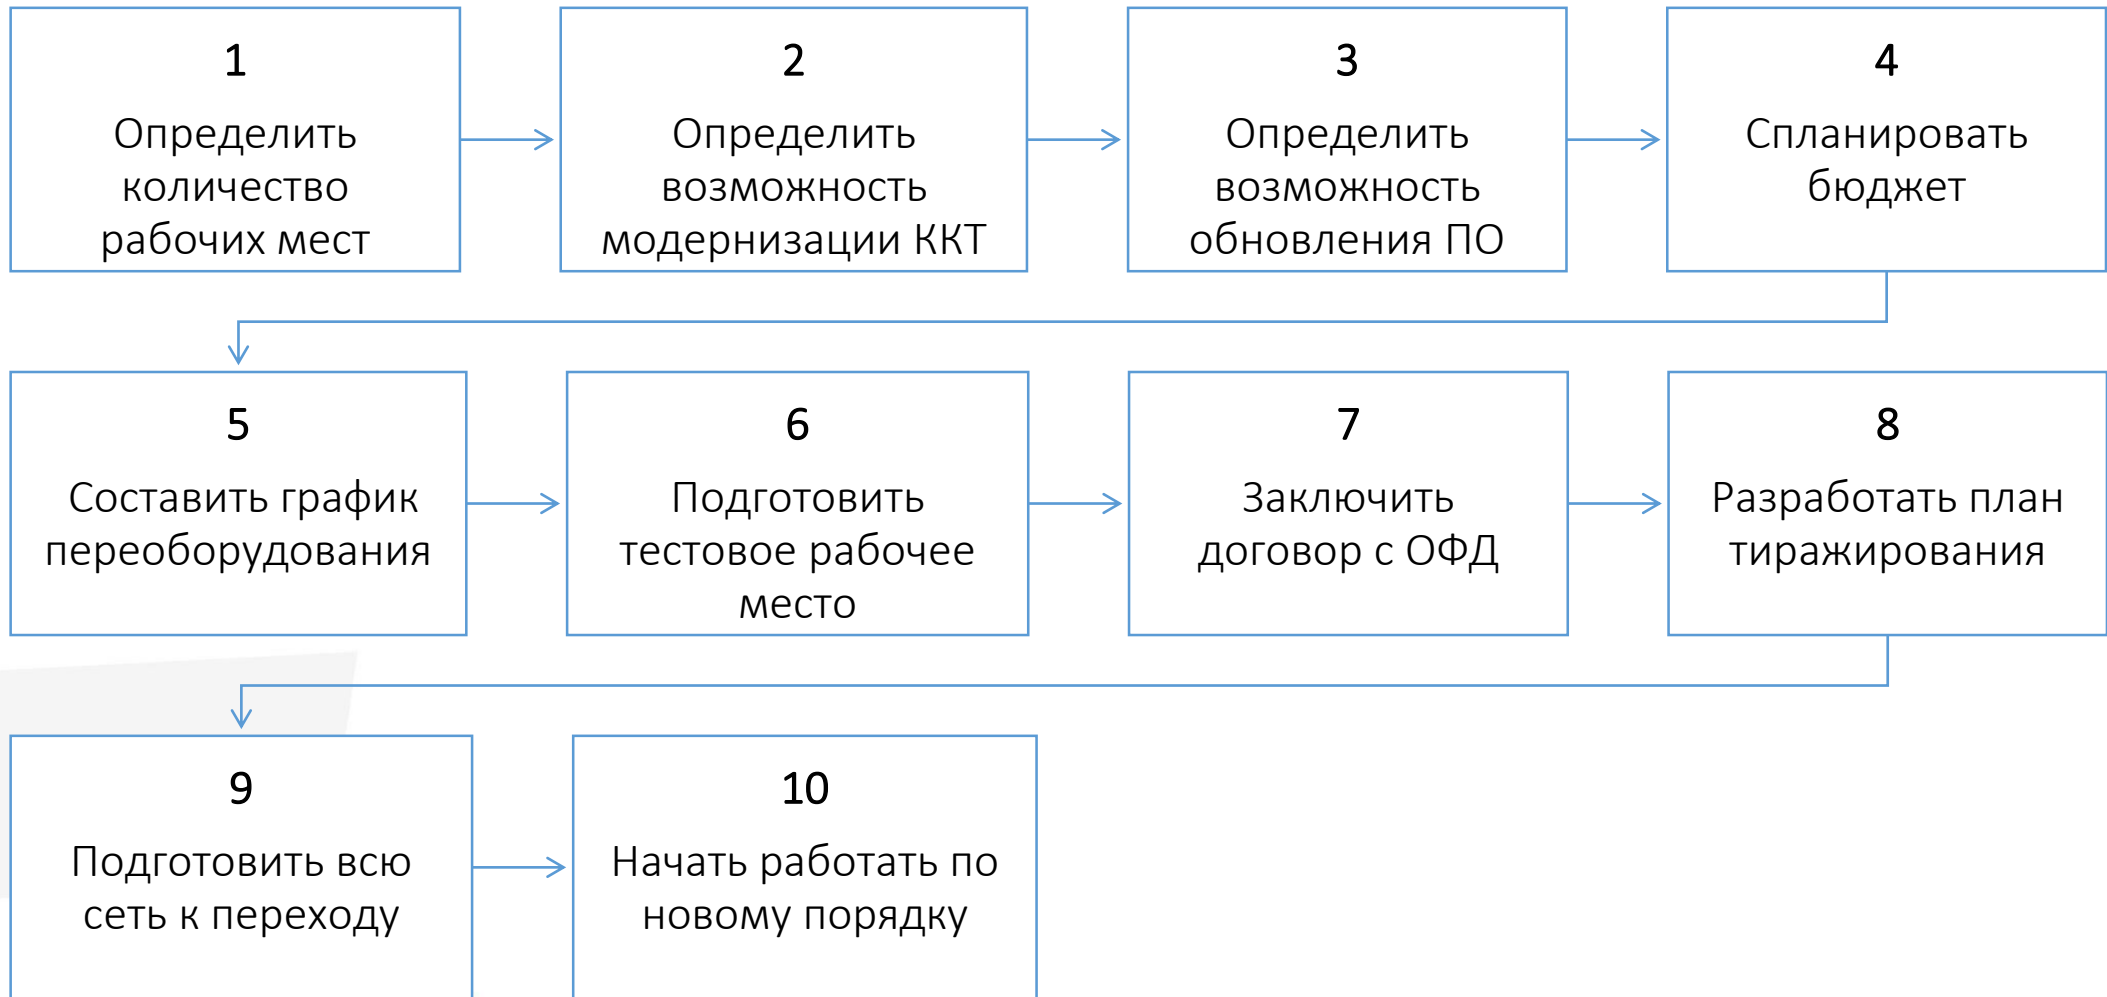 1
Определить
количество
рабочих мест
2
Определить
возможность
модернизации ККТ
3
Определить
возможность
обновления ПО
4
Спланировать
бюджет
5
Составить график
переоборудования
6
Подготовить
тестовое рабочее
место
7
Заключить
договор с ОФД
8
Разработать план
тиражирования
9
Подготовить всю
сеть к переходу
10
Начать работать по
новому порядку